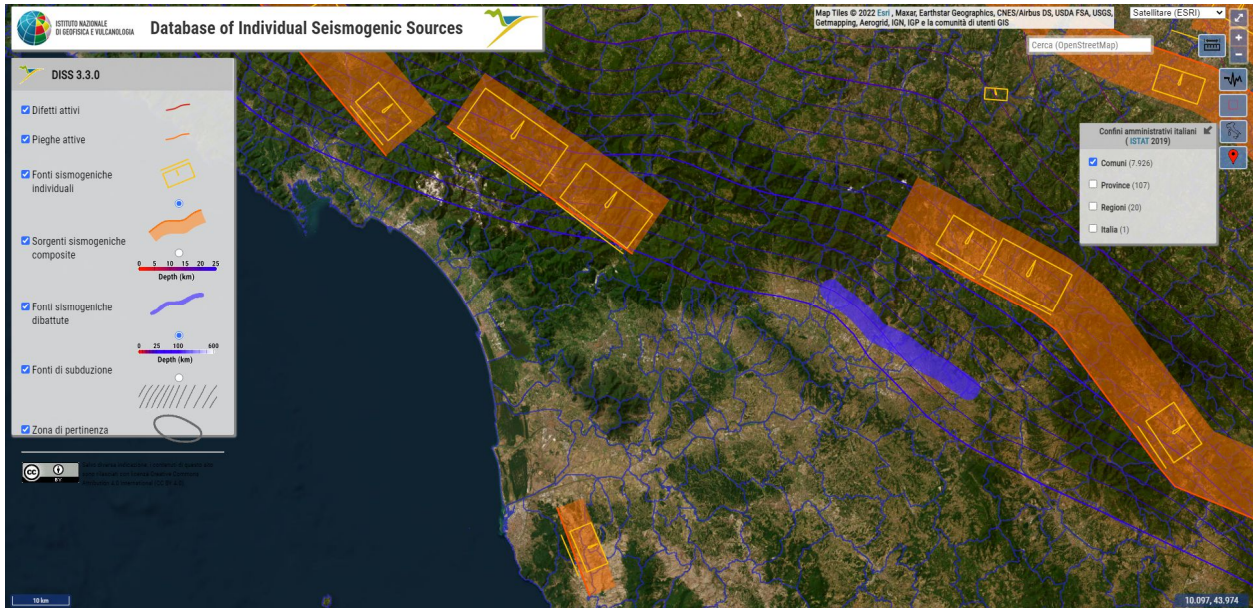 ISTITUTO NAZIONALE
DI GEOFISICA E VULCANOLOGIA
Database of Individual Seismogenic Sources
Map Tiles © 2022 Esri , Maxar, Earthstar Geographics, CNES/Airbus DS, USDA FSA, USGS,
Getmapping, Aerogrid, IGN, IGP e la comunità di utenti GIS
Satellitare (ESRI)
Cerca (OpenStreetMap)
DISS 3.3.0
Difetti attivi
Pieghe attive
Fonti sismogeniche
individuali
Sorgenti sismogeniche
composite
0 5 10 15 20 25
Depth (km)
Fonti sismogeniche
dibattute
0 25 100 600
Depth (km)
Fonti di subduzione
Zona di pertinenza
Confini amministrativi italiani
( ISTAT 2019)
Comuni (7.926)
Province (107)
Regioni (20)
Italia (1)
CC
BY
10 km
10.097, 43.974